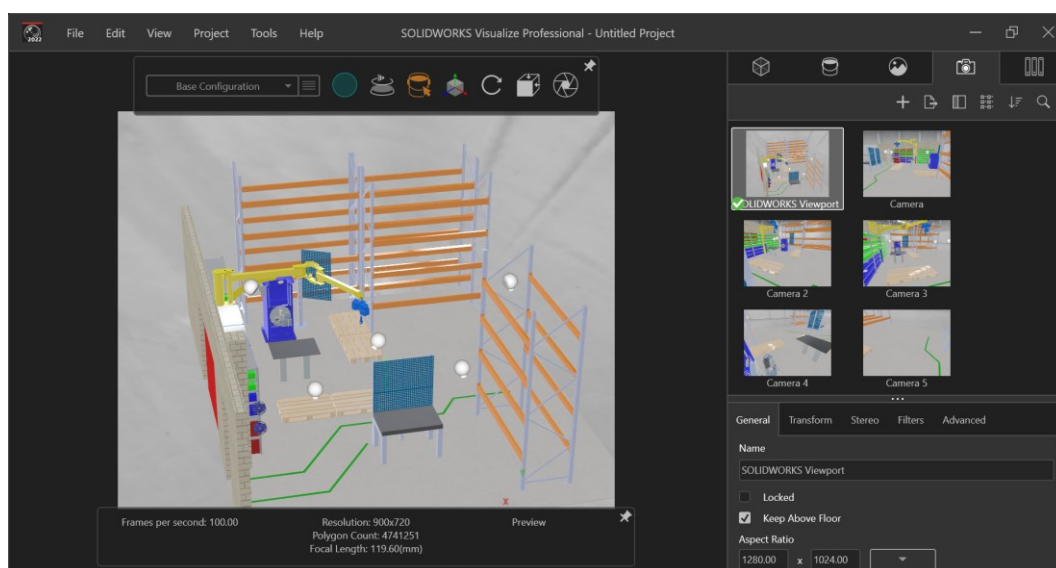 2022
File Edit View Project Tools Help SOLIDWORKS Visualize Professional - Untitled Project
Base Configuration
SOLIDWORKS Viewport Camera
Camera 2 Camera 3
Camera 4 Camera 5
General Transform Stereo Filters Advanced
Name
SOLIDWORKS Viewport
Locked
Keep Above Floor
Aspect Ratio
1280.00 x 1024.00
Y
X
Frames per second: 100.00 Resolution: 900x720 Preview
Polygon Count: 4741251
Focal Length: 119.60(mm)